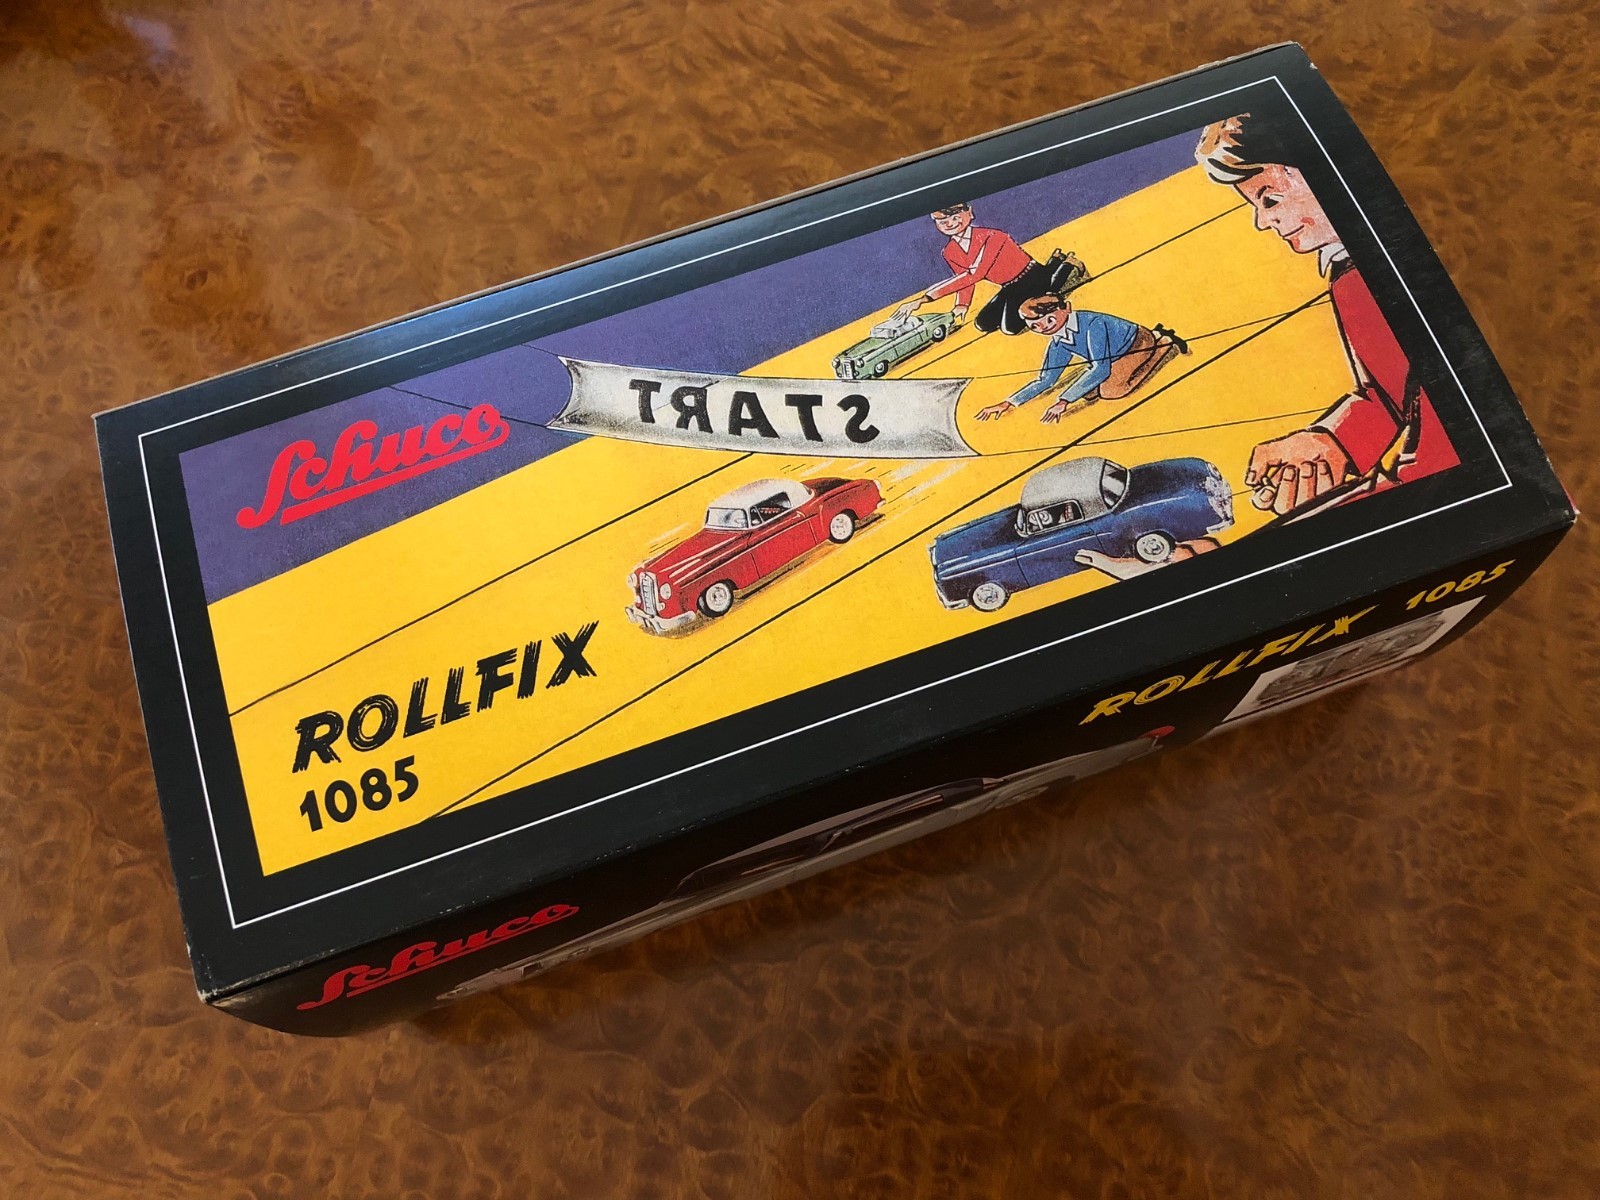 Schuco
START
ROLLFIX
1085
ROLLFIX 1085
Schuco